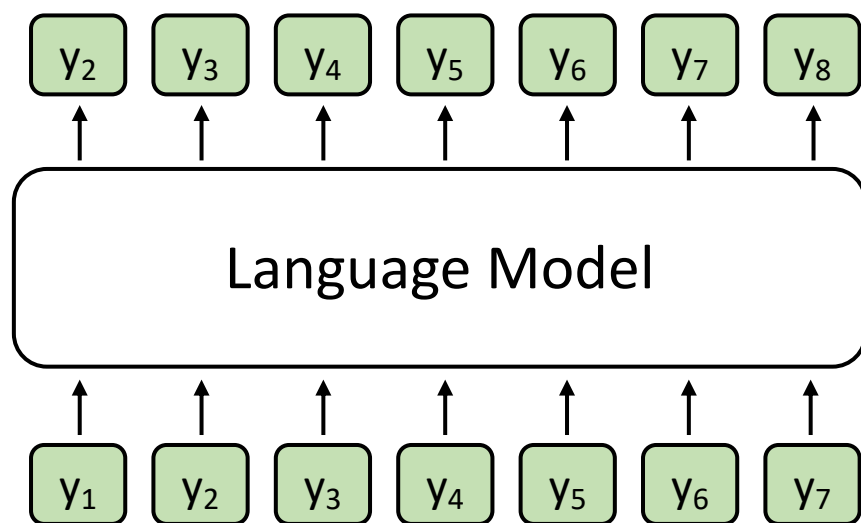 y₂ y₃ y₄ y₅ y₆ y₇ y₈
Language Model
y₁ y₂ y₃ y₄ y₅ y₆ y₇